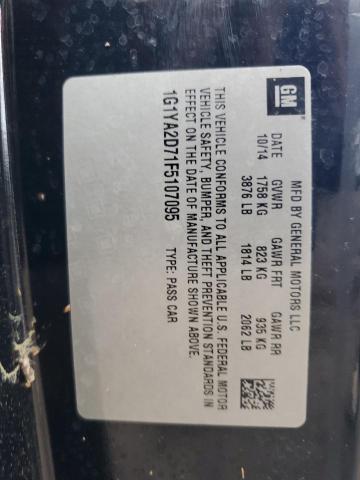 GM
MFD BY GENERAL MOTORS LLC
DATE GVWR GAWR FRT GAWR RR
10/14 1758 KG 823 KG 935 KG
3876 LB 1814 LB 2062 LB
THIS VEHICLE CONFORMS TO ALL APPLICABLE U.S. FEDERAL MOTOR
VEHICLE SAFETY, BUMPER, AND THEFT PREVENTION STANDARDS IN
EFFECT ON THE DATE OF MANUFACTURE SHOWN ABOVE.
1G1YA2D71F5107095 TYPE: PASS CAR